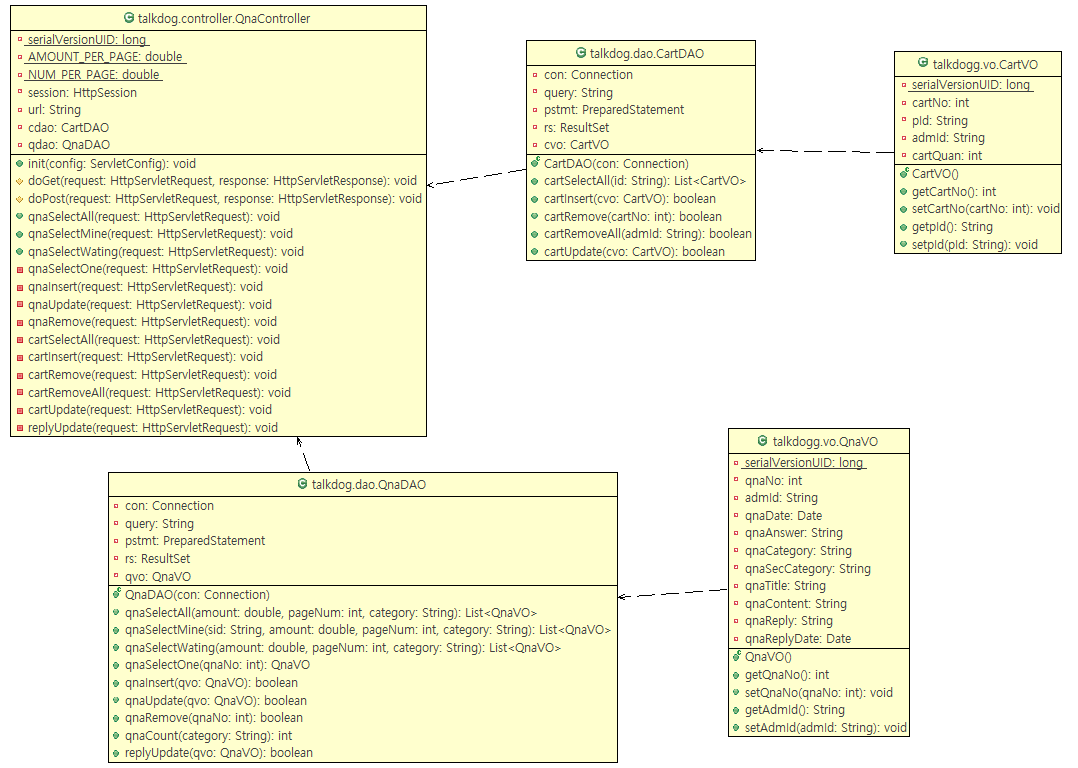 talkdog.controller.QnaController
serialVersionUID: long
AMOUNT_PER_PAGE: double
NUM_PER_PAGE: double
session: HttpSession
url: String
cdao: CartDAO
qdao: QnaDAO
init(config: ServletConfig): void
doGet(request: HttpServletRequest, response: HttpServletResponse): void
doPost(request: HttpServletRequest, response: HttpServletResponse): void
qnaSelectAll(request: HttpServletRequest): void
qnaSelectMine(request: HttpServletRequest): void
qnaSelectWating(request: HttpServletRequest): void
qnaSelectOne(request: HttpServletRequest): void
qnaInsert(request: HttpServletRequest): void
qnaUpdate(request: HttpServletRequest): void
qnaRemove(request: HttpServletRequest): void
cartSelectAll(request: HttpServletRequest): void
cartInsert(request: HttpServletRequest): void
cartRemove(request: HttpServletRequest): void
cartRemoveAll(request: HttpServletRequest): void
cartUpdate(request: HttpServletRequest): void
replyUpdate(request: HttpServletRequest): void
talkdog.dao.CartDAO
con: Connection
query: String
pstmt: PreparedStatement
rs: ResultSet
cvo: CartVO
CartDAO(con: Connection)
cartSelectAll(id: String): List<CartVO>
cartInsert(cvo: CartVO): boolean
cartRemove(cartNo: int): boolean
cartRemoveAll(admId: String): boolean
cartUpdate(cvo: CartVO): boolean
talkdogg.vo.CartVO
serialVersionUID: long
cartNo: int
pId: String
admId: String
cartQuan: int
CartVO()
getCartNo(): int
setCartNo(cartNo: int): void
getpId(): String
setpId(pId: String): void
talkdog.dao.QnaDAO
con: Connection
query: String
pstmt: PreparedStatement
rs: ResultSet
qvo: QnaVO
QnaDAO(con: Connection)
qnaSelectAll(amount: double, pageNum: int, category: String): List<QnaVO>
qnaSelectMine(sid: String, amount: double, pageNum: int, category: String): List<QnaVO>
qnaSelectWating(amount: double, pageNum: int, category: String): List<QnaVO>
qnaSelectOne(qnaNo: int): QnaVO
qnaInsert(qvo: QnaVO): boolean
qnaUpdate(qvo: QnaVO): boolean
qnaRemove(qnaNo: int): boolean
qnaCount(category: String): int
replyUpdate(qvo: QnaVO): boolean
talkdogg.vo.QnaVO
serialVersionUID: long
qnaNo: int
admId: String
qnaDate: Date
qnaAnswer: String
qnaCategory: String
qnaSecCategory: String
qnaTitle: String
qnaContent: String
qnaReply: String
qnaReplyDate: Date
QnaVO()
getQnaNo(): int
setQnaNo(qnaNo: int): void
getAdmId(): String
setAdmId(admId: String): void